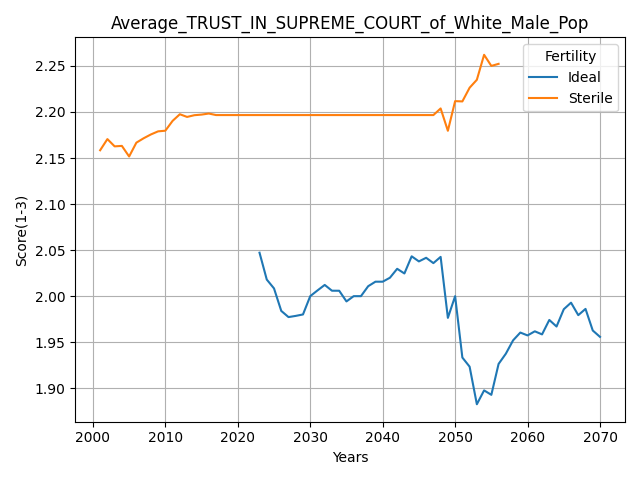 Average_TRUST_IN_SUPREME_COURT_of_White_Male_Pop
Fertility
Ideal
Sterile
Score(1-3)
2.25
2.20
2.15
2.10
2.05
2.00
1.95
1.90
2000 2010 2020 2030 2040 2050 2060 2070
Years